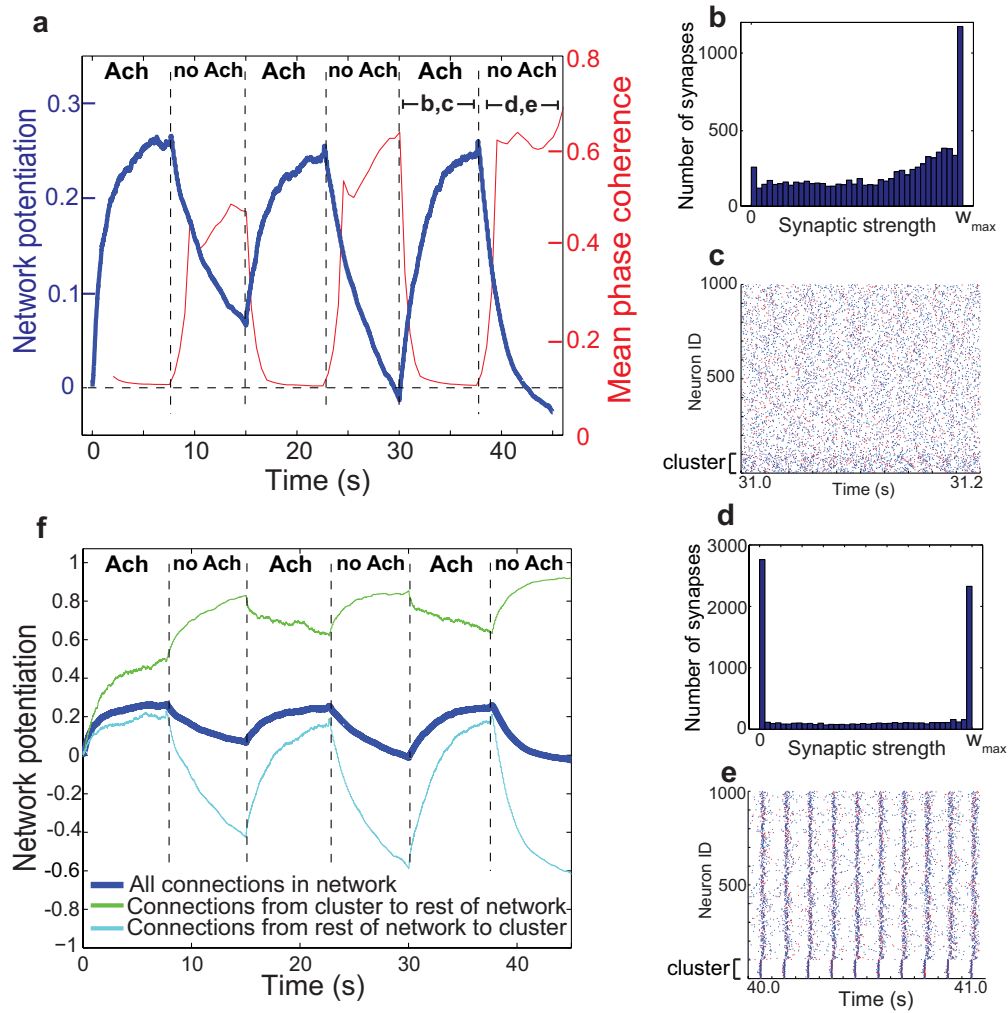 a
Ach
no Ach
Ach
no Ach
Ach
no Ach
b,c
d,e
Network potentiation
0.3
0.2
0.1
0
Mean phase coherence
0.8
0.6
0.4
0.2
0
0
10
20
30
40
Time (s)
b
Number of synapses
1000
500
0
0
Synaptic strength
Wmax
c
Neuron ID
1000
500
cluster
31.0
Time (s)
31.2
d
Number of synapses
3000
2000
1000
0
0
Synaptic strength
Wmax
e
Neuron ID
1000
500
cluster
40.0
Time (s)
41.0
f
Ach
no Ach
Ach
no Ach
Ach
no Ach
Network potentiation
1
0.8
0.6
0.4
0.2
0
-0.2
-0.4
-0.6
-0.8
-1
All connections in network
Connections from cluster to rest of network
Connections from rest of network to cluster
0
10
20
30
40
Time (s)